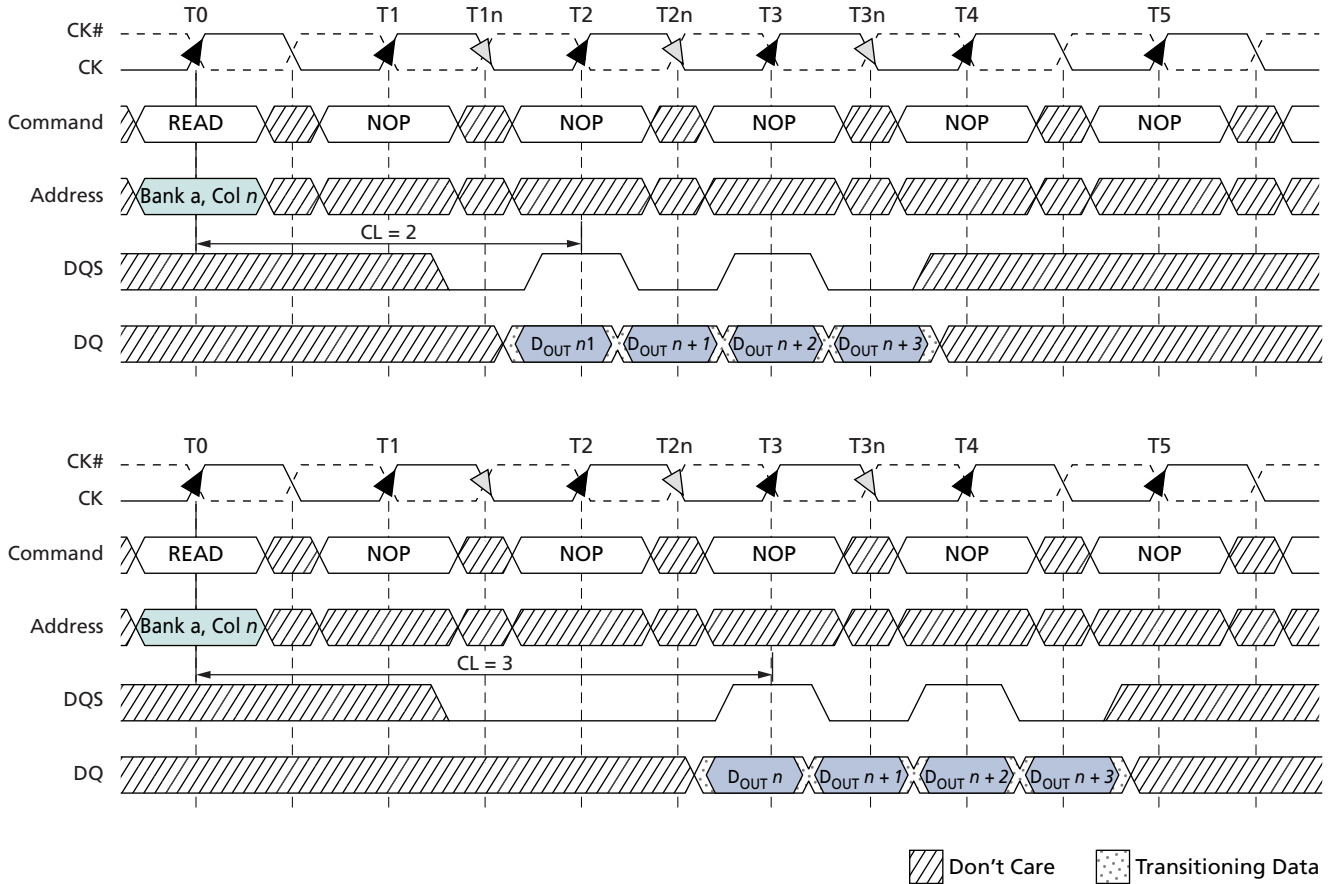 T0 T1 T1n T2 T2n T3 T3n T4 T5
CK#
CK
Command READ NOP NOP NOP NOP NOP
Address Bank a, Col n
CL = 2
DQS
DQ DOUT n1 DOUT n + 1 DOUT n + 2 DOUT n + 3
T0 T1 T2 T2n T3 T3n T4 T5
CK#
CK
Command READ NOP NOP NOP NOP NOP
Address Bank a, Col n
CL = 3
DQS
DQ DOUT n DOUT n + 1 DOUT n + 2 DOUT n + 3
Don't Care Transitioning Data